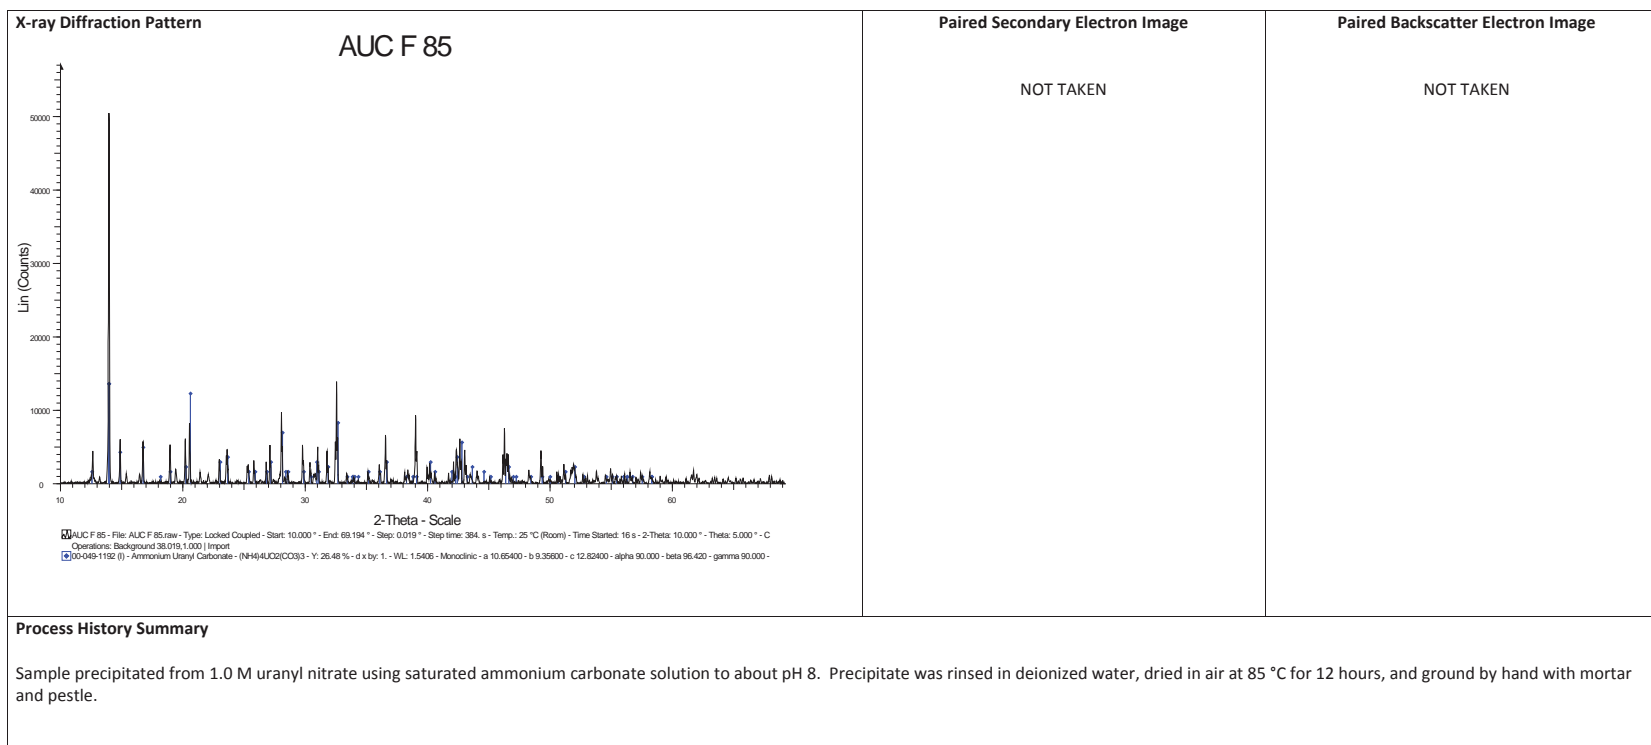 X-ray Diffraction Pattern
Paired Secondary Electron Image
Paired Backscatter Electron Image
AUC F 85
NOT TAKEN
NOT TAKEN
Lin (Counts)
50000
40000
30000
20000
10000
0
10 20 30 40 50 60
2-Theta - Scale
AUC F 85 - File: AUC F 85.raw - Type: Locked Coupled - Start: 10.000 ° - End: 69.194 ° - Step: 0.019 ° - Step time: 384. s - Temp.: 25 °C (Room) - Time Started: 16 s - 2-Theta: 10.000 ° - Theta: 5.000 ° - C
Operations: Background 38.019,1.000 | Import
00-049-1192 (I) - Ammonium Uranyl Carbonate - (NH4)4UO2(CO3)3 - Y: 26.48 % - d x by: 1. - WL: 1.5406 - Monoclinic - a 10.65400 - b 9.35600 - c 12.82400 - alpha 90.000 - beta 96.420 - gamma 90.000 -
Process History Summary
Sample precipitated from 1.0 M uranyl nitrate using saturated ammonium carbonate solution to about pH 8. Precipitate was rinsed in deionized water, dried in air at 85 °C for 12 hours, and ground by hand with mortar
and pestle.